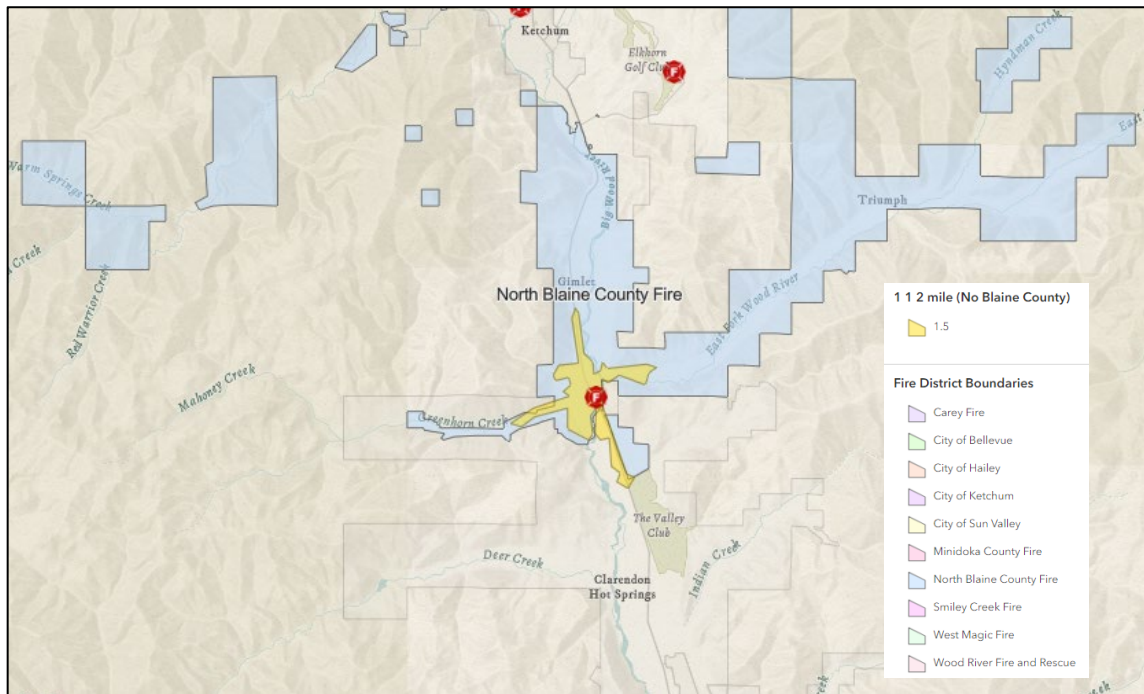 F
Ketchum
Elkhorn
Golf Club
F
Hyndman Creek
East
Warm Springs Creek
Creek
Red Warrior Creek
Big Wood River
Triumph
Gimlet
North Blaine County Fire
East Fork Wood River
Mahoney Creek
F
Greenhorn Creek
The Valley
Club
Indian Creek
Deer Creek
Clarendon
Hot Springs
Creek
1 1 2 mile (No Blaine County)
1.5
Fire District Boundaries
Carey Fire
City of Bellevue
City of Hailey
City of Ketchum
City of Sun Valley
Minidoka County Fire
North Blaine County Fire
Smiley Creek Fire
West Magic Fire
Wood River Fire and Rescue